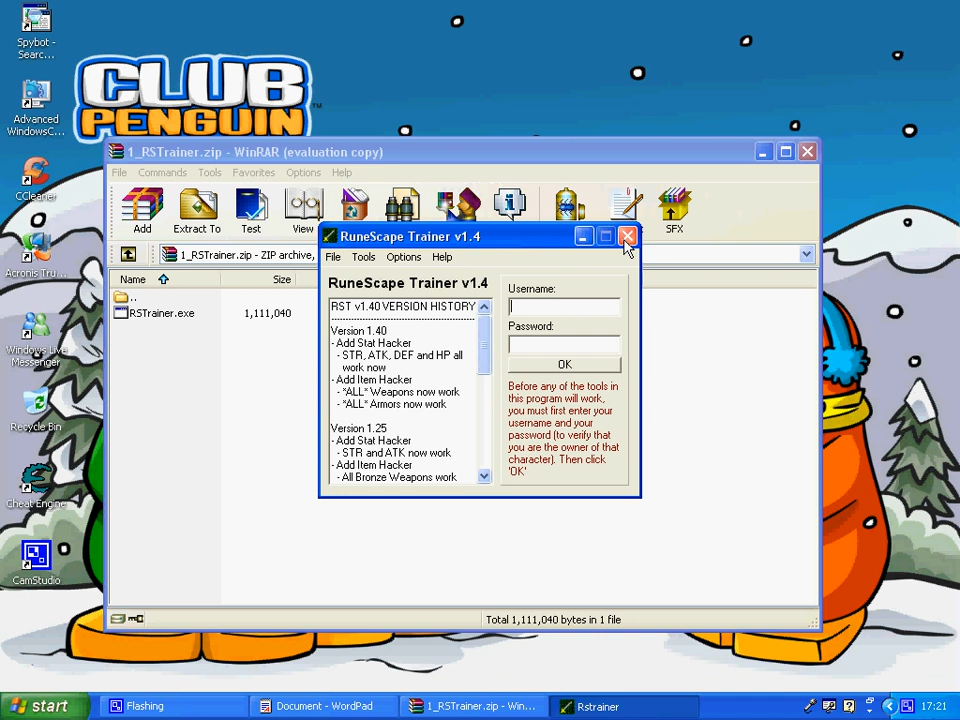 Spybot -
Searc...
Advanced
WindowsC...
CCleaner
Acronis Tru...
Windows Live
Messenger
Recycle Bin
Cheat Engine
CamStudio
CLUB
PENGUIN
TM
1_RSTrainer.zip - WinRAR (evaluation copy)
File Commands Tools Favorites Options Help
Add Extract To Test View SFX
1_RSTrainer.zip - ZIP archive,
Name Size
..
RSTrainer.exe 1,111,040
Total 1,111,040 bytes in 1 file
RuneScape Trainer v1.4
File Tools Options Help
RuneScape Trainer v1.4
RST v1.40 VERSION HISTORY
Version 1.40
- Add Stat Hacker
- STR, ATK, DEF and HP all
work now
- Add Item Hacker
- *ALL* Weapons now work
- *ALL* Armors now work
Version 1.25
- Add Stat Hacker
- STR and ATK now work
- Add Item Hacker
- All Bronze Weapons work
Username:
Password:
OK
Before any of the tools in
this program will work,
you must first enter your
username and your
password (to verify that
you are the owner of that
character). Then click
'OK'
start Flashing Document - WordPad 1_RSTrainer.zip - Win... Rstrainer 17:21